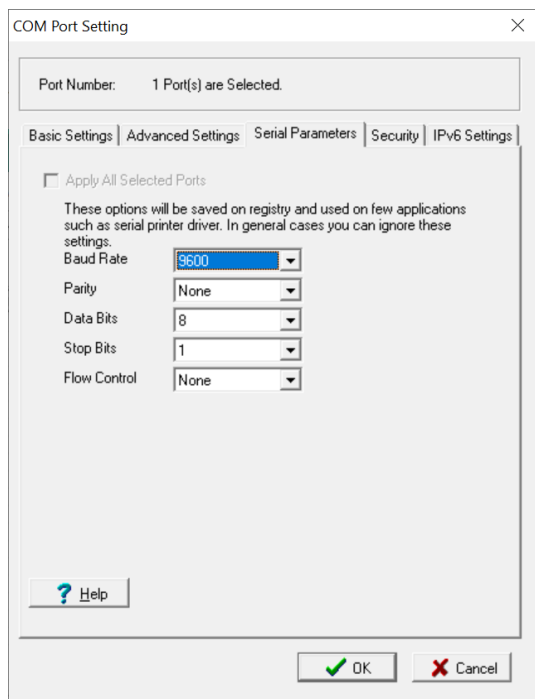 COM Port Setting
Port Number: 1 Port(s) are Selected.
Basic Settings Advanced Settings Serial Parameters Security IPv6 Settings
Apply All Selected Ports
These options will be saved on registry and used on few applications
such as serial printer driver. In general cases you can ignore these
settings.
Baud Rate 9600
Parity None
Data Bits 8
Stop Bits 1
Flow Control None
? Help
OK Cancel